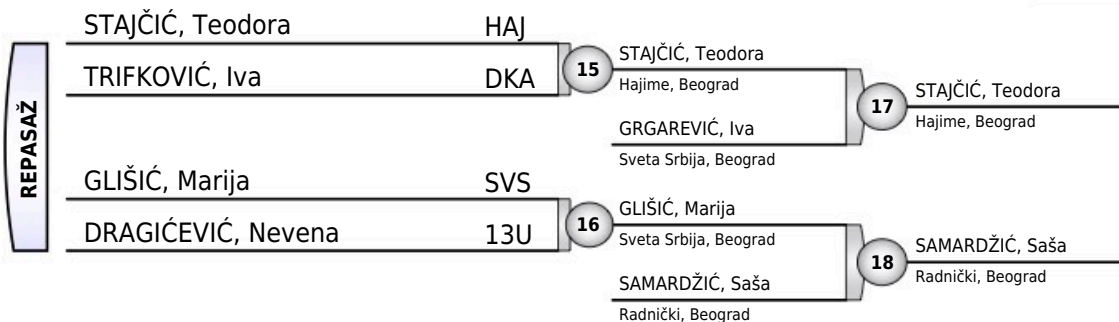 REPASAŽ
STAJČIĆ, Teodora HAJ
TRIFKOVIĆ, Iva DKA
15
STAJČIĆ, Teodora
Hajime, Beograd
GRGAREVIĆ, Iva
Sveta Srbija, Beograd
17
STAJČIĆ, Teodora
Hajime, Beograd
GLIŠIĆ, Marija SVS
DRAGIĆEVIĆ, Nevena 13U
16
GLIŠIĆ, Marija
Sveta Srbija, Beograd
SAMARDŽIĆ, Saša
Radnički, Beograd
18
SAMARDŽIĆ, Saša
Radnički, Beograd